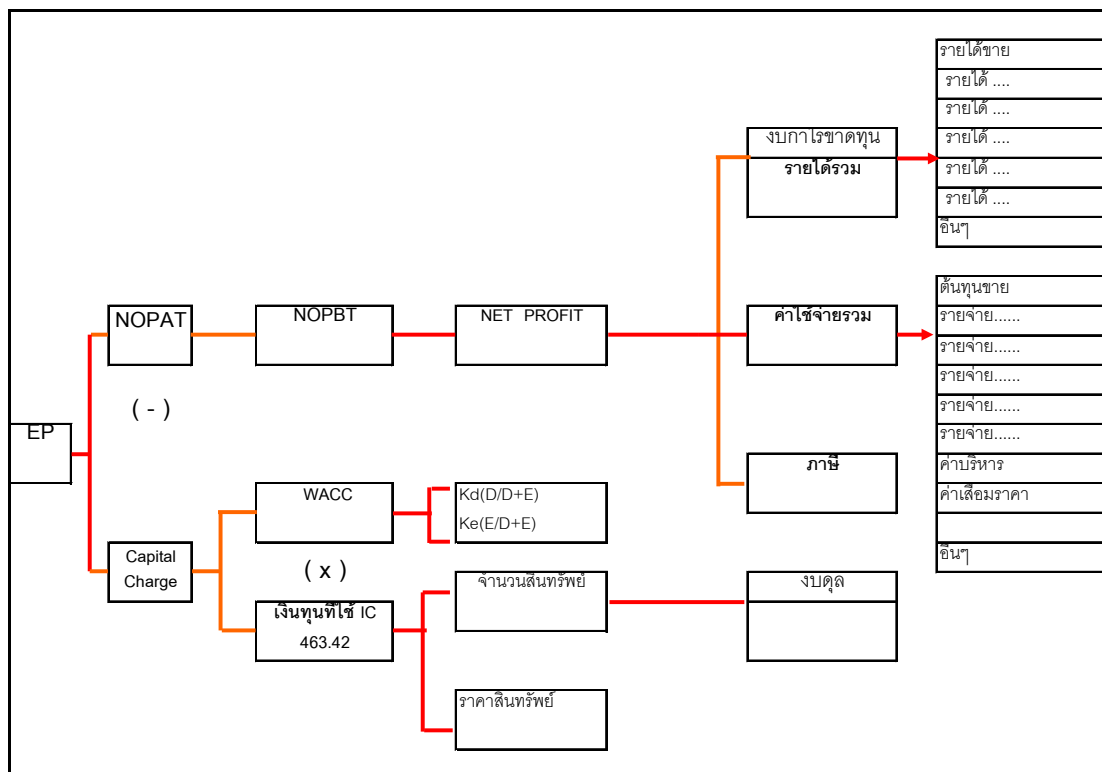 รายได้ขาย
รายได้ ....
รายได้ ....
รายได้ ....
รายได้ ....
รายได้ ....
อื่นๆ
งบกาไรขาดทุน
รายได้รวม
ต้นทุนขาย
รายจ่าย......
รายจ่าย......
รายจ่าย......
รายจ่าย......
รายจ่าย......
ค่าบริหาร
ค่าเสื่อมราคา
อื่นๆ
NOPAT
NOPBT
NET PROFIT
ค่าใช้จ่ายรวม
( - )
EP
ภาษี
WACC
Kd(D/D+E)
Ke(E/D+E)
Capital
Charge
( x )
เงินทุนที่ใช้ IC
463.42
จำนวนสินทรัพย์
งบดุล
ราคาสินทรัพย์